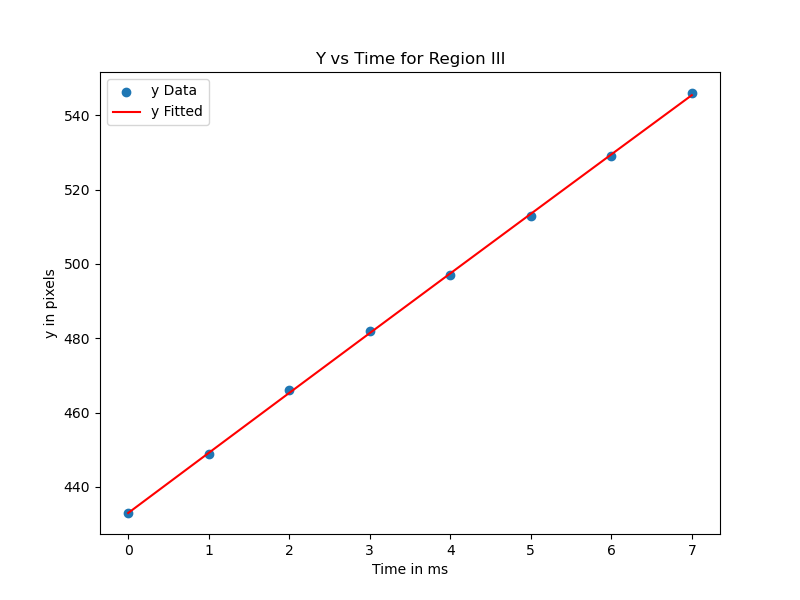 Y vs Time for Region III
y Data
y Fitted
540
520
500
480
460
440
y in pixels
0 1 2 3 4 5 6 7
Time in ms